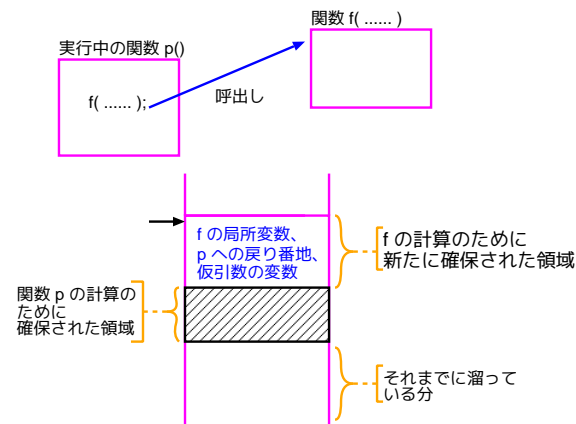 関数 f( ...... )
実行中の関数 p()
f( ...... );
呼出し
f の局所変数、
p への戻り番地、
仮引数の変数
f の計算のために
新たに確保された領域
関数 p の計算の
ために
確保された領域
それまでに溜って
いる分